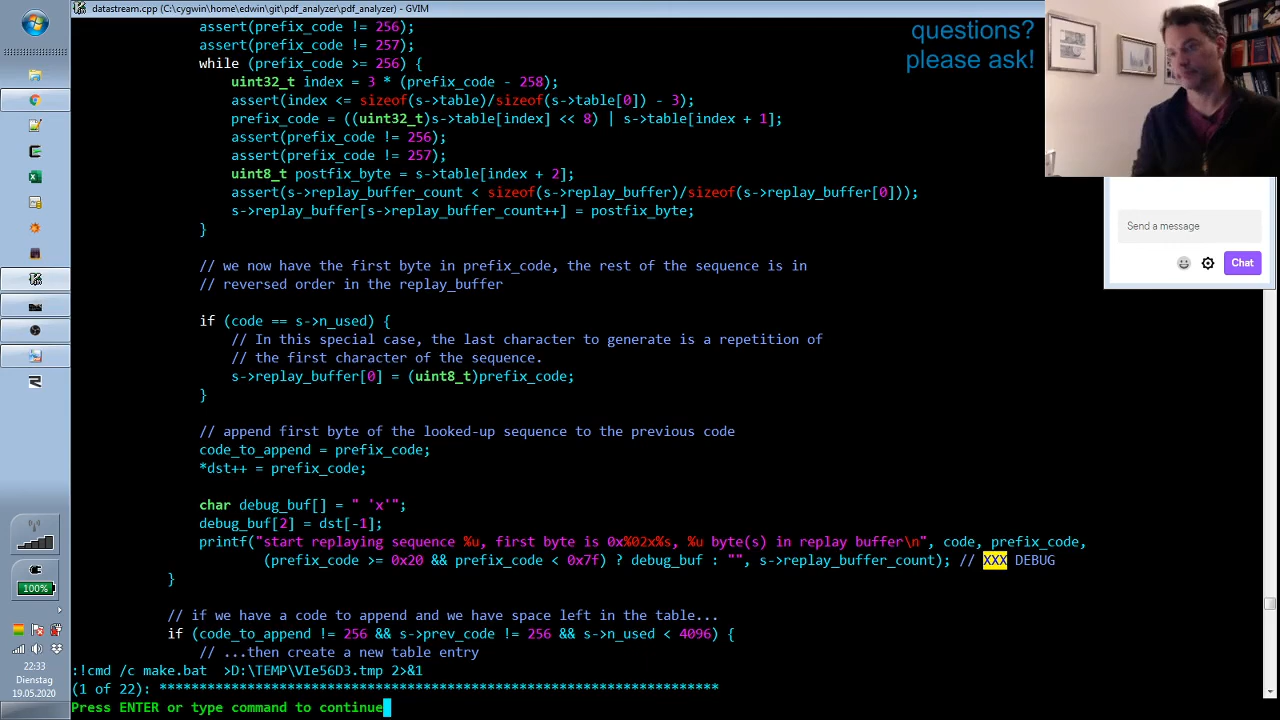 datastream.cpp (C:\cygwin\home\edwin\git\pdf_analyzer\pdf_analyzer) - GVIM
questions?
please ask!
assert(prefix_code != 256);
assert(prefix_code != 257);
while (prefix_code >= 256) {
uint32_t index = 3 * (prefix_code - 258);
assert(index <= sizeof(s->table)/sizeof(s->table[0]) - 3);
prefix_code = ((uint32_t)s->table[index] << 8) | s->table[index + 1];
assert(prefix_code != 256);
assert(prefix_code != 257);
uint8_t postfix_byte = s->table[index + 2];
assert(s->replay_buffer_count < sizeof(s->replay_buffer)/sizeof(s->replay_buffer[0]));
s->replay_buffer[s->replay_buffer_count++] = postfix_byte;
}
// we now have the first byte in prefix_code, the rest of the sequence is in
// reversed order in the replay_buffer
if (code == s->n_used) {
// In this special case, the last character to generate is a repetition of
// the first character of the sequence.
s->replay_buffer[0] = (uint8_t)prefix_code;
}
// append first byte of the looked-up sequence to the previous code
code_to_append = prefix_code;
*dst++ = prefix_code;
char debug_buf[] = " 'x'";
debug_buf[2] = dst[-1];
printf("start replaying sequence %u, first byte is 0x%02x%s, %u byte(s) in replay buffer\n", code, prefix_code,
(prefix_code >= 0x20 && prefix_code < 0x7f) ? debug_buf : "", s->replay_buffer_count); // XXX DEBUG
}
// if we have a code to append and we have space left in the table...
if (code_to_append != 256 && s->prev_code != 256 && s->n_used < 4096) {
// ...then create a new table entry
:!cmd /c make.bat  >D:\TEMP\VIe56D3.tmp 2>&1
(1 of 22): **********************************************************************
Press ENTER or type command to continue
Send a message
Chat
100%
22:33
Dienstag
19.05.2020